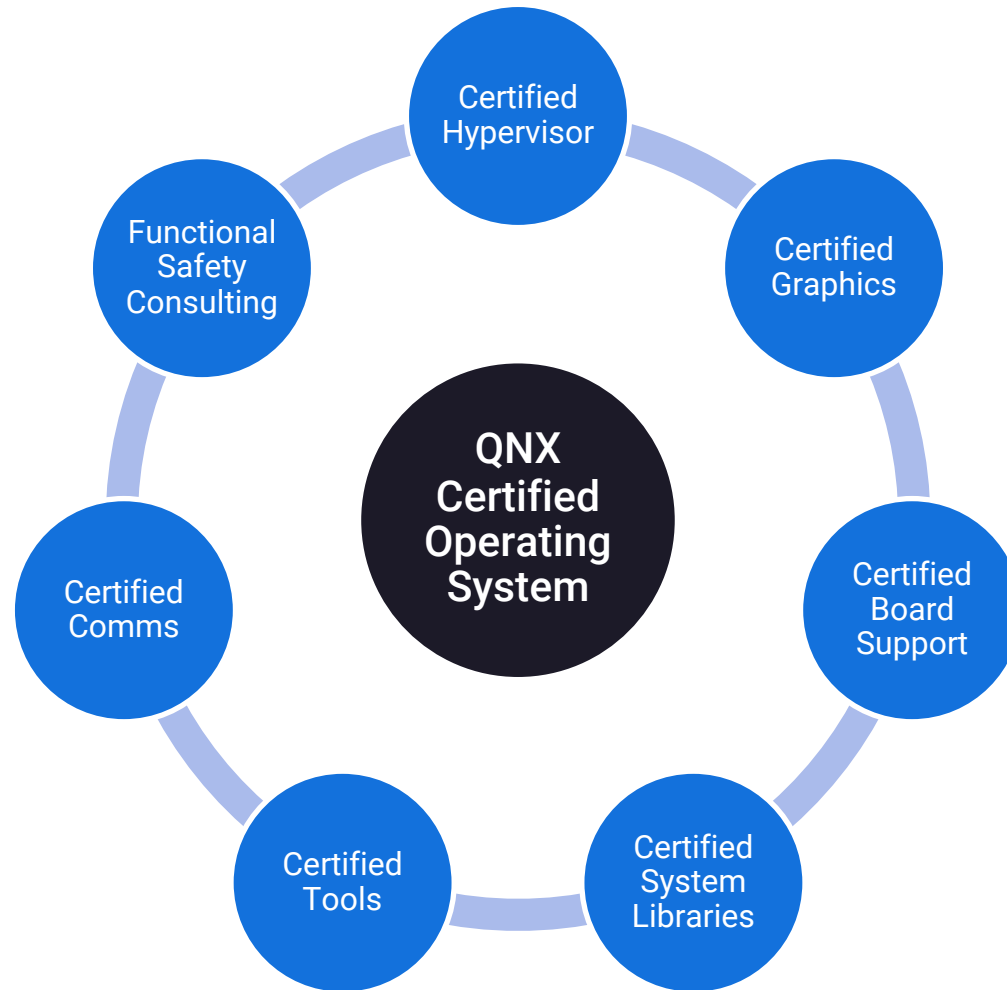 Certified
Hypervisor
Certified
Graphics
Certified
Board
Support
Certified
System
Libraries
Certified
Tools
Certified
Comms
Functional
Safety
Consulting
QNX
Certified
Operating
System